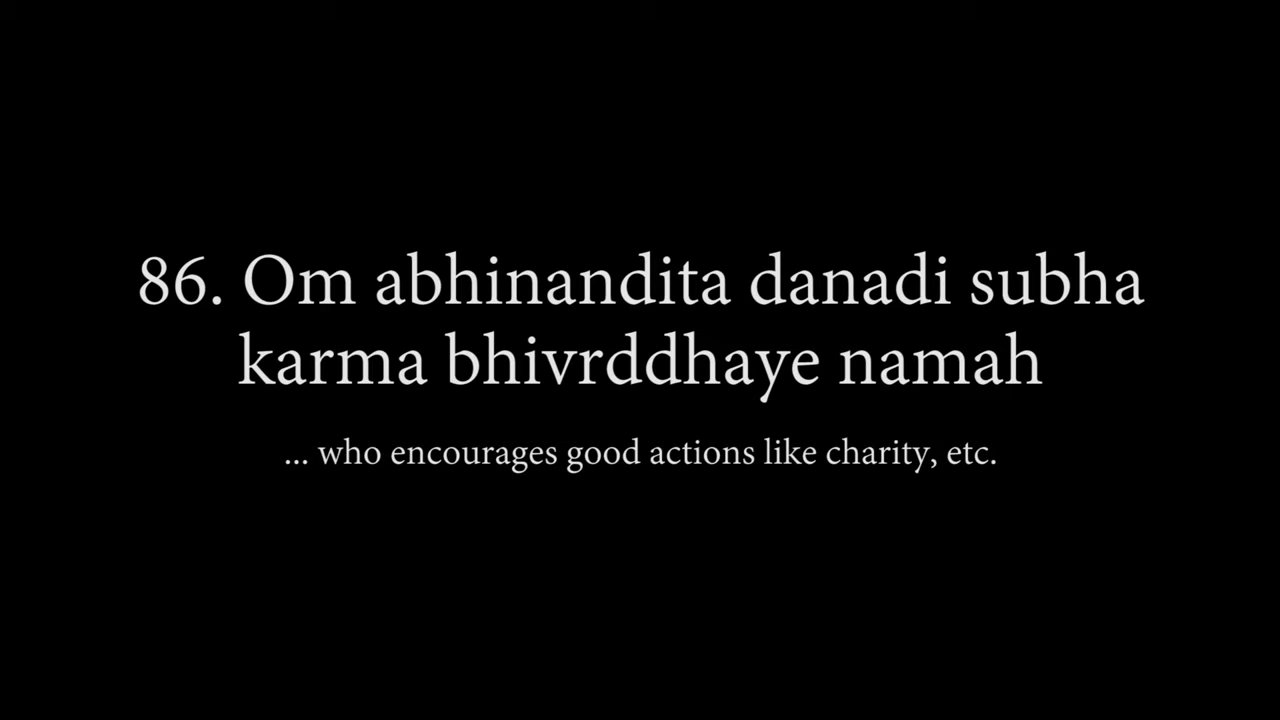 86. Om abhinandita danadi subha
karma bhivrddhaye namah
... who encourages good actions like charity, etc.